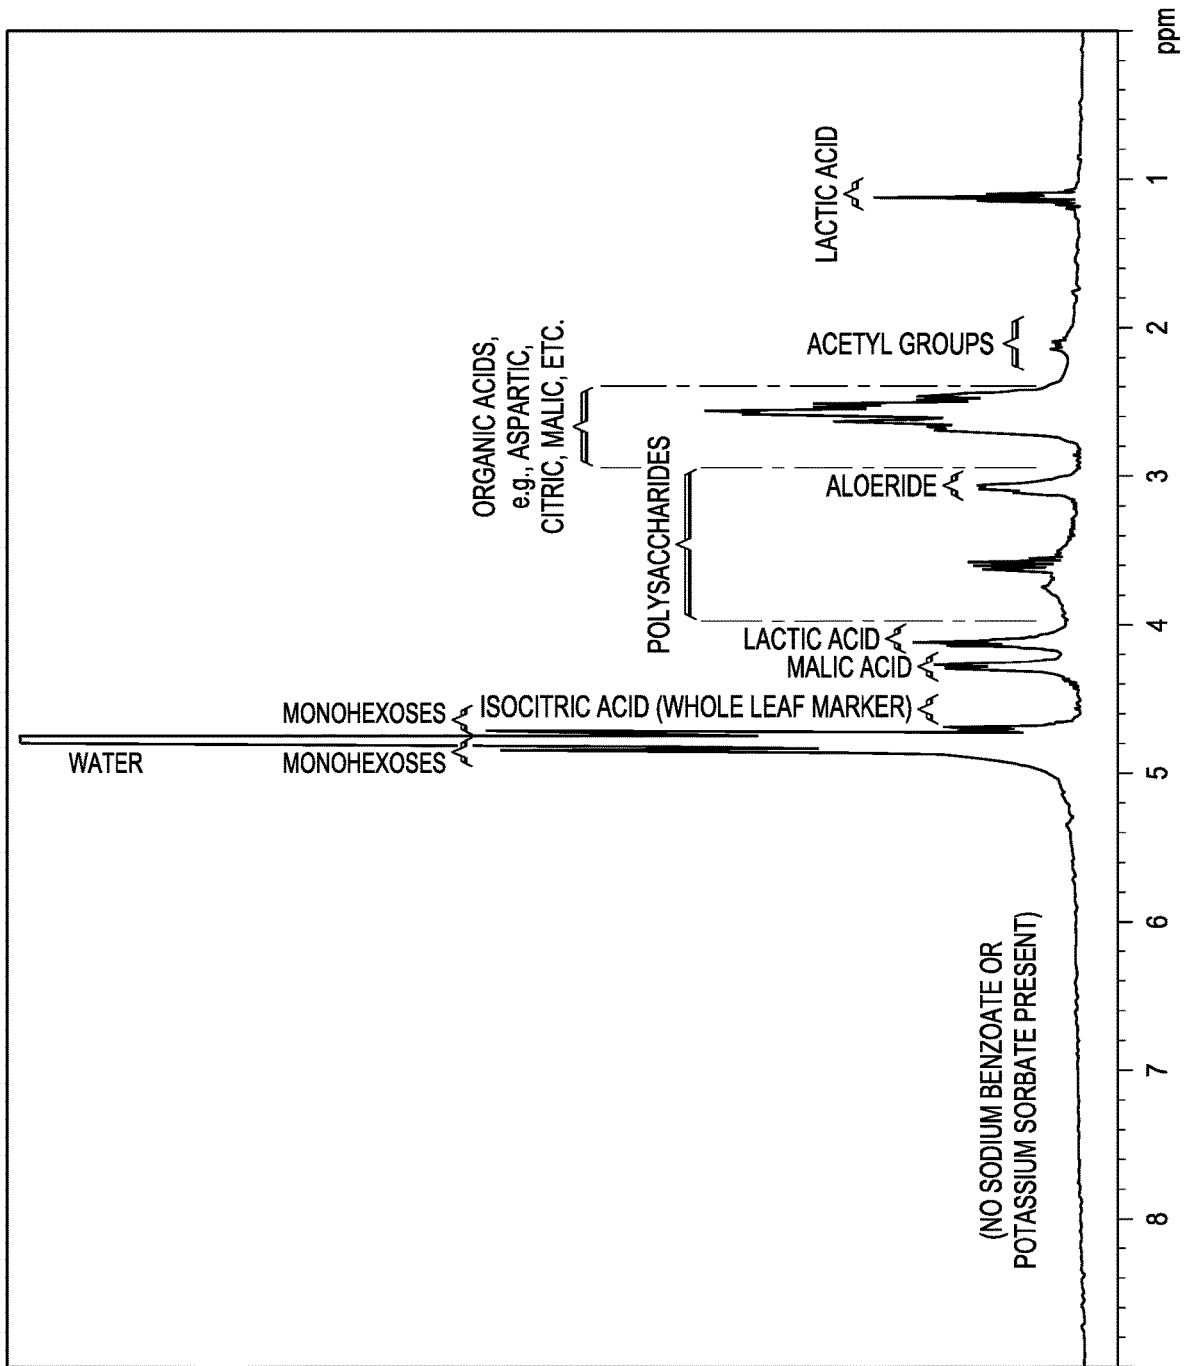 WATER
MONOHEXOSES
MONOHEXOSES
ISOCITRIC ACID (WHOLE LEAF MARKER)
MALIC ACID
LACTIC ACID
POLYSACCHARIDES
ORGANIC ACIDS,
e.g., ASPARTIC,
CITRIC, MALIC, ETC.
ALOERIDE
ACETYL GROUPS
LACTIC ACID
(NO SODIUM BENZOATE OR
POTASSIUM SORBATE PRESENT)
8
7
6
5
4
3
2
1
ppm